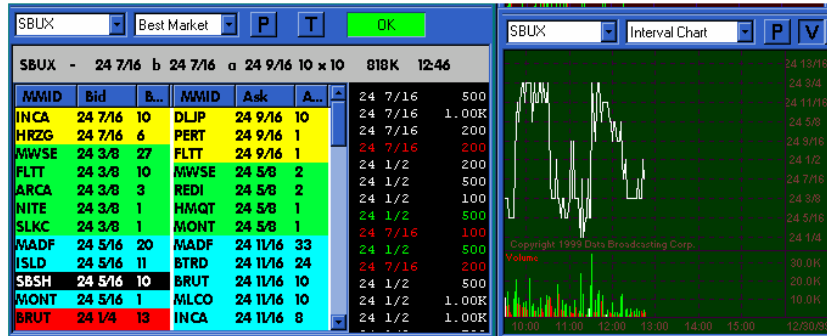 SBUX Best Market P T OK
SBUX - 24 7/16 b 24 7/16 a 24 9/16 10 x 10 818K 12:46
MMID Bid B... MMID Ask A...
INCA 24 7/16 10 DLJP 24 9/16 10
HRZG 24 7/16 6 PERT 24 9/16 1
MWSE 24 3/8 27 FLTT 24 9/16 1
FLTT 24 3/8 10 MWSE 24 5/8 2
ARCA 24 3/8 3 REDI 24 5/8 2
NITE 24 3/8 1 HMQT 24 5/8 1
SLKC 24 3/8 1 MONT 24 5/8 1
MADF 24 5/16 20 MADF 24 11/16 33
ISLD 24 5/16 11 BTRD 24 11/16 24
SBSH 24 5/16 10 BRUT 24 11/16 10
MONT 24 5/16 1 MLCO 24 11/16 10
BRUT 24 1/4 13 INCA 24 11/16 8
24 7/16 500
24 7/16 1.00K
24 7/16 200
24 7/16 200
24 1/2 200
24 1/2 500
24 1/2 100
24 1/2 500
24 7/16 100
24 1/2 500
24 7/16 200
24 1/2 500
24 1/2 1.00K
24 1/2 1.00K
SBUX Interval Chart P V
24 13/16
24 3/4
24 11/16
24 5/8
24 9/16
24 1/2
24 7/16
24 3/8
24 5/16
24 1/4
Copyright 1999 Data Broadcasting Corp.
Volume
30.0K
20.0K
10.0K
10:00 11:00 12:00 13:00 14:00 15:00